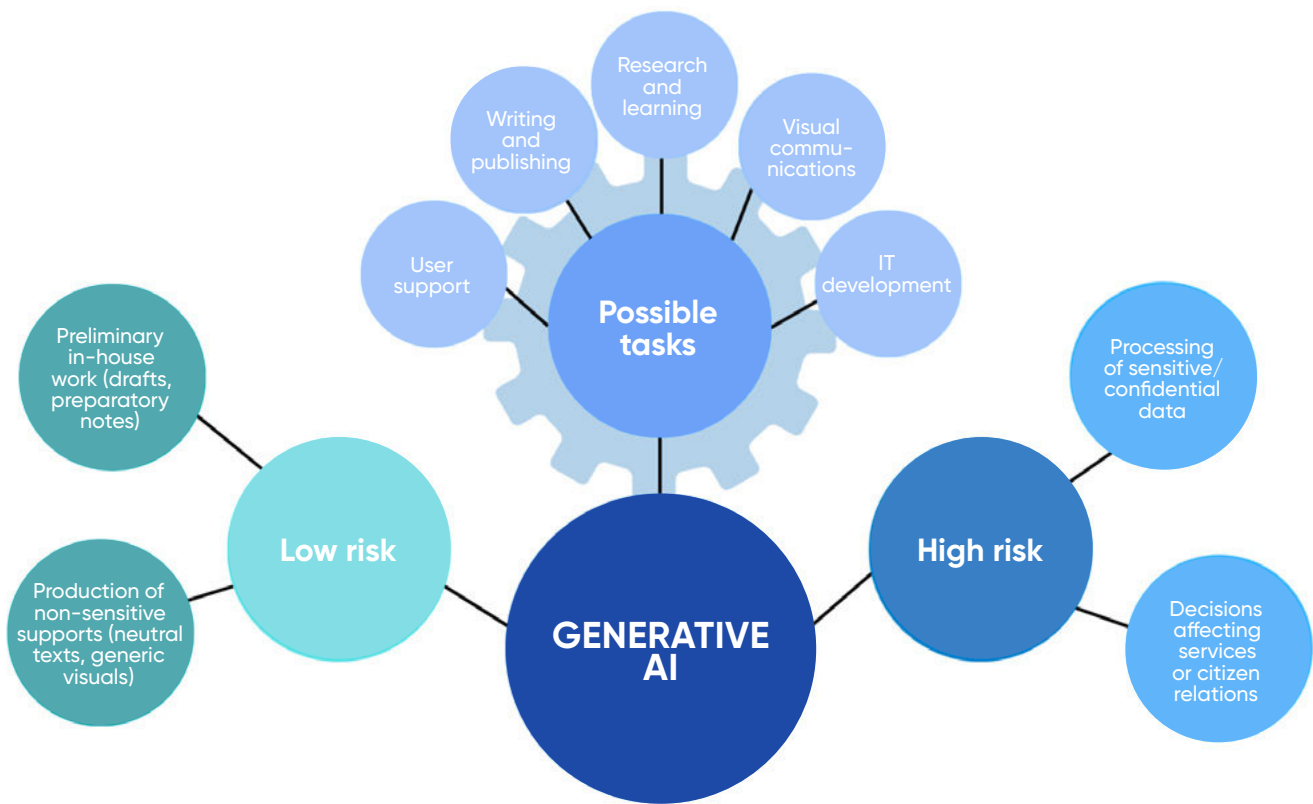 Research
and
learning
Writing
and
publishing
Visual
commu-
nications
User
support
IT
development
Possible
tasks
Preliminary
in-house
work (drafts,
preparatory
notes)
Processing
of sensitive/
confidential
data
Low risk
High risk
Production of
non-sensitive
supports (neutral
texts, generic
visuals)
GENERATIVE
AI
Decisions
affecting
services
or citizen
relations